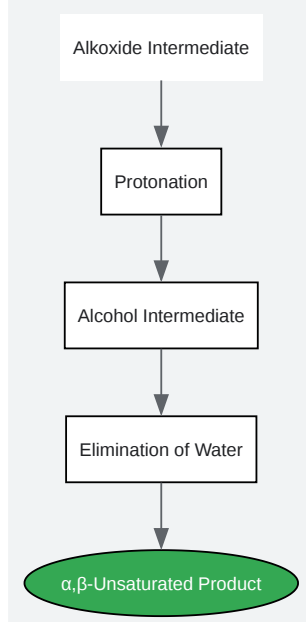 Alkoxide Intermediate
Protonation
Alcohol Intermediate
Elimination of Water
α,β-Unsaturated Product